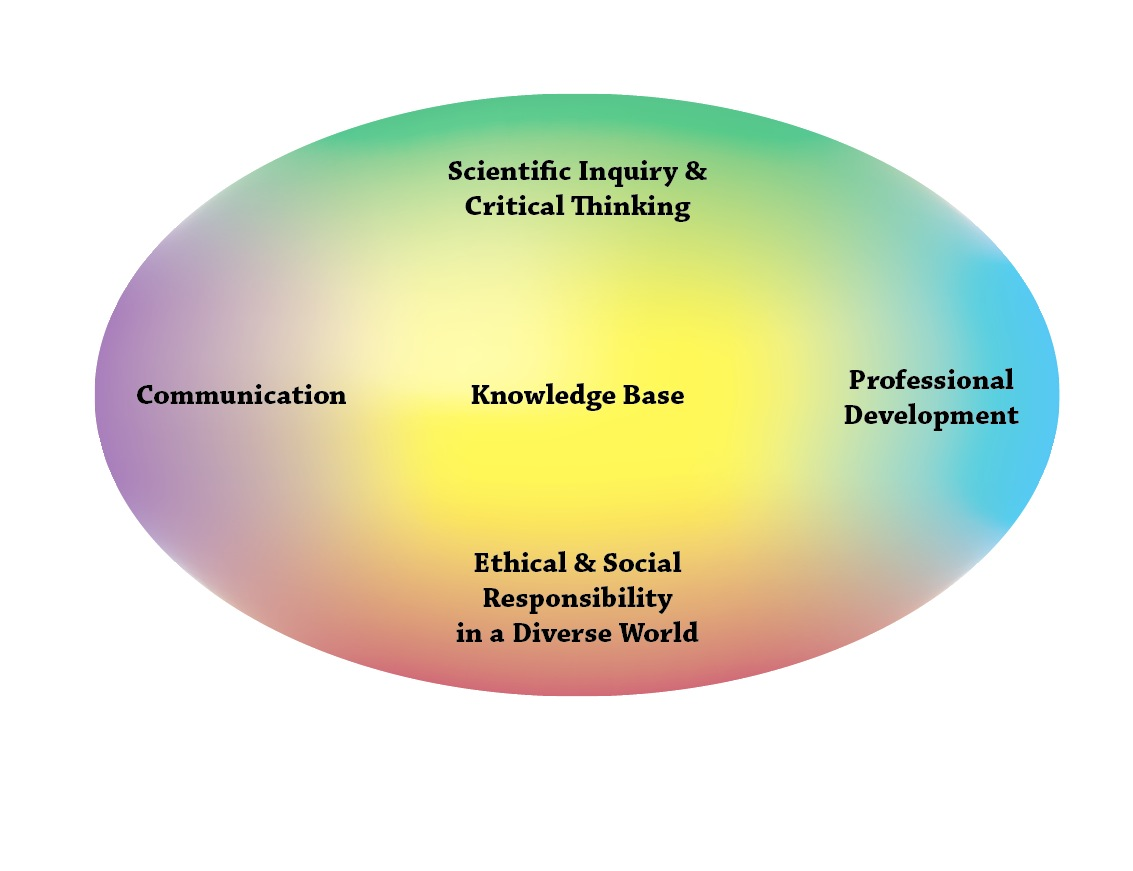 Scientific Inquiry &
Critical Thinking
Communication
Knowledge Base
Professional
Development
Ethical & Social
Responsibility
in a Diverse World